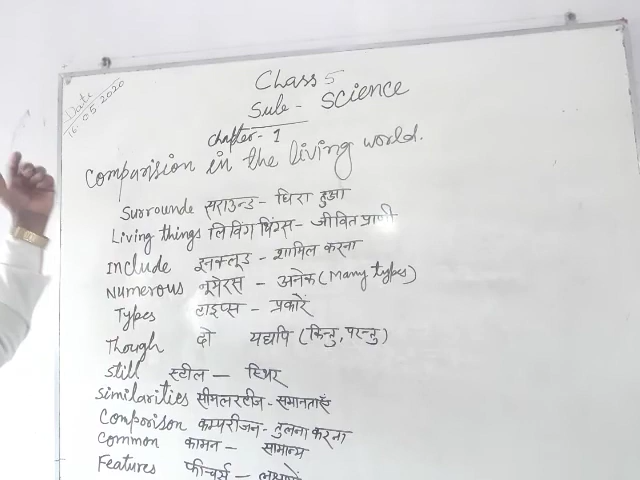 Date
16.05.2020
Class 5
Sub - Science
Chapter - 1
Comparision in the living world.
Surrounde सराउन्ड - घिरा हुआ
Living things लिविंग थिंग्स - जीवित प्राणी
Include इनक्लूड - शामिल करना
Numerous नूमेरस - अनेक (Many types)
Types टाइप्स - प्रकारें
Though दो यद्यपि (किन्तु, परन्तु)
Still स्टील - स्थिर
Similarities सीमलरटीज - समानताएँ
Comporison कम्परीजन - तुलना करना
Common कामन - सामान्य
Features फीचर्स -